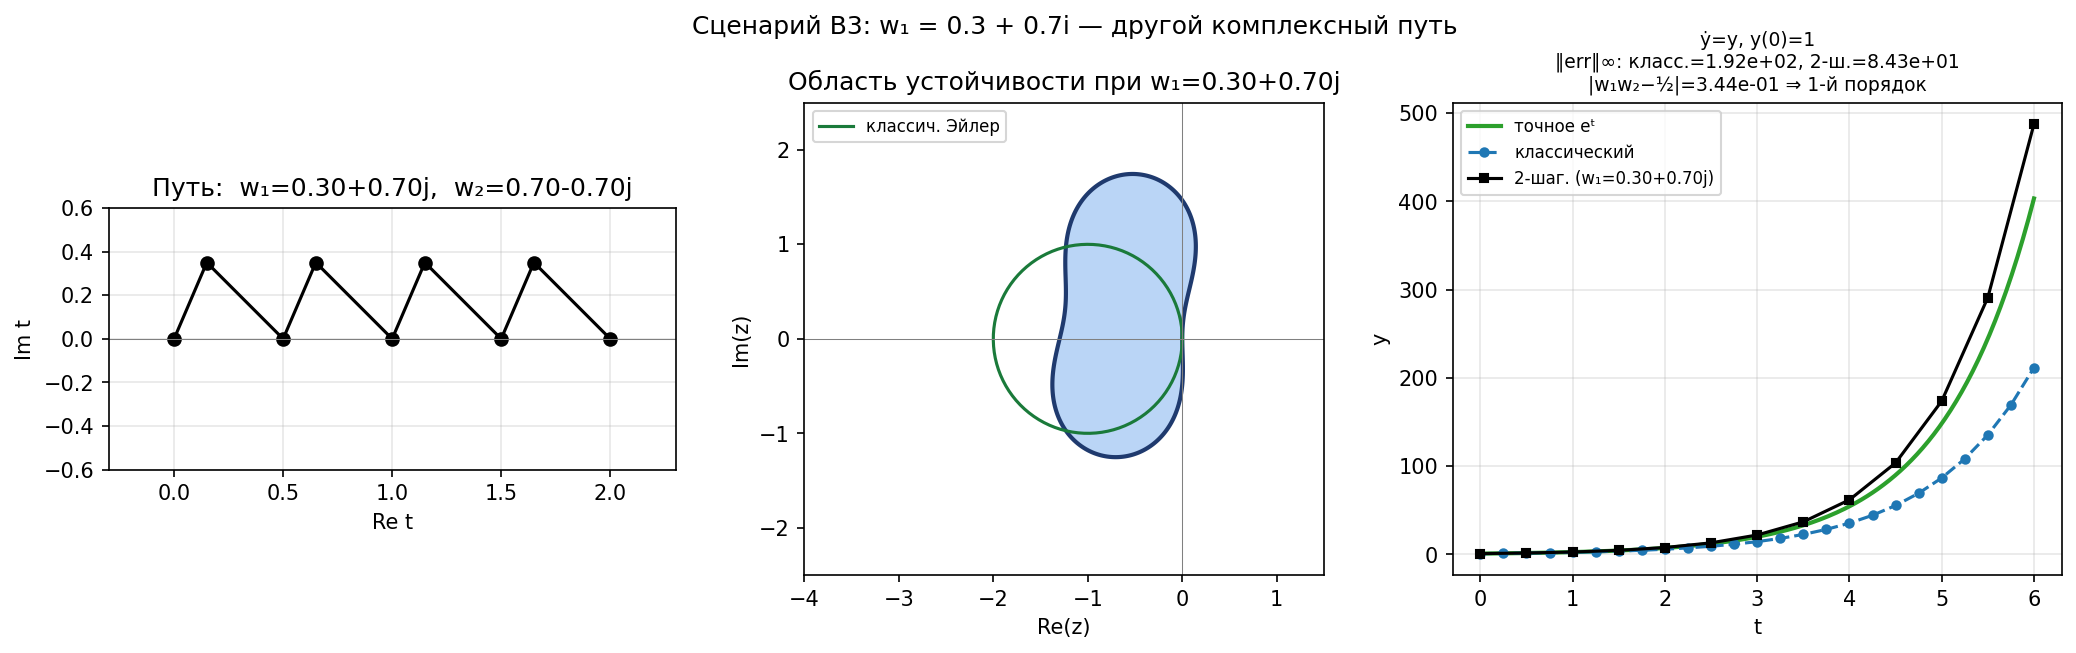 Сценарий B3: w₁ = 0.3 + 0.7i — другой комплексный путь
Путь:  w₁=0.30+0.70j,  w₂=0.70-0.70j
Im t
0.6
0.4
0.2
0.0
−0.2
−0.4
−0.6
0.0 0.5 1.0 1.5 2.0
Re t
Область устойчивости при w₁=0.30+0.70j
классич. Эйлер
Im(z)
2
1
0
−1
−2
−4 −3 −2 −1 0 1
Re(z)
ẏ=y, y(0)=1
‖err‖∞: класс.=1.92e+02, 2-ш.=8.43e+01
|w₁w₂−½|=3.44e-01 ⇒ 1-й порядок
точное eᵗ
классический
2-шаг. (w₁=0.30+0.70j)
y
500
400
300
200
100
0
0 1 2 3 4 5 6
t